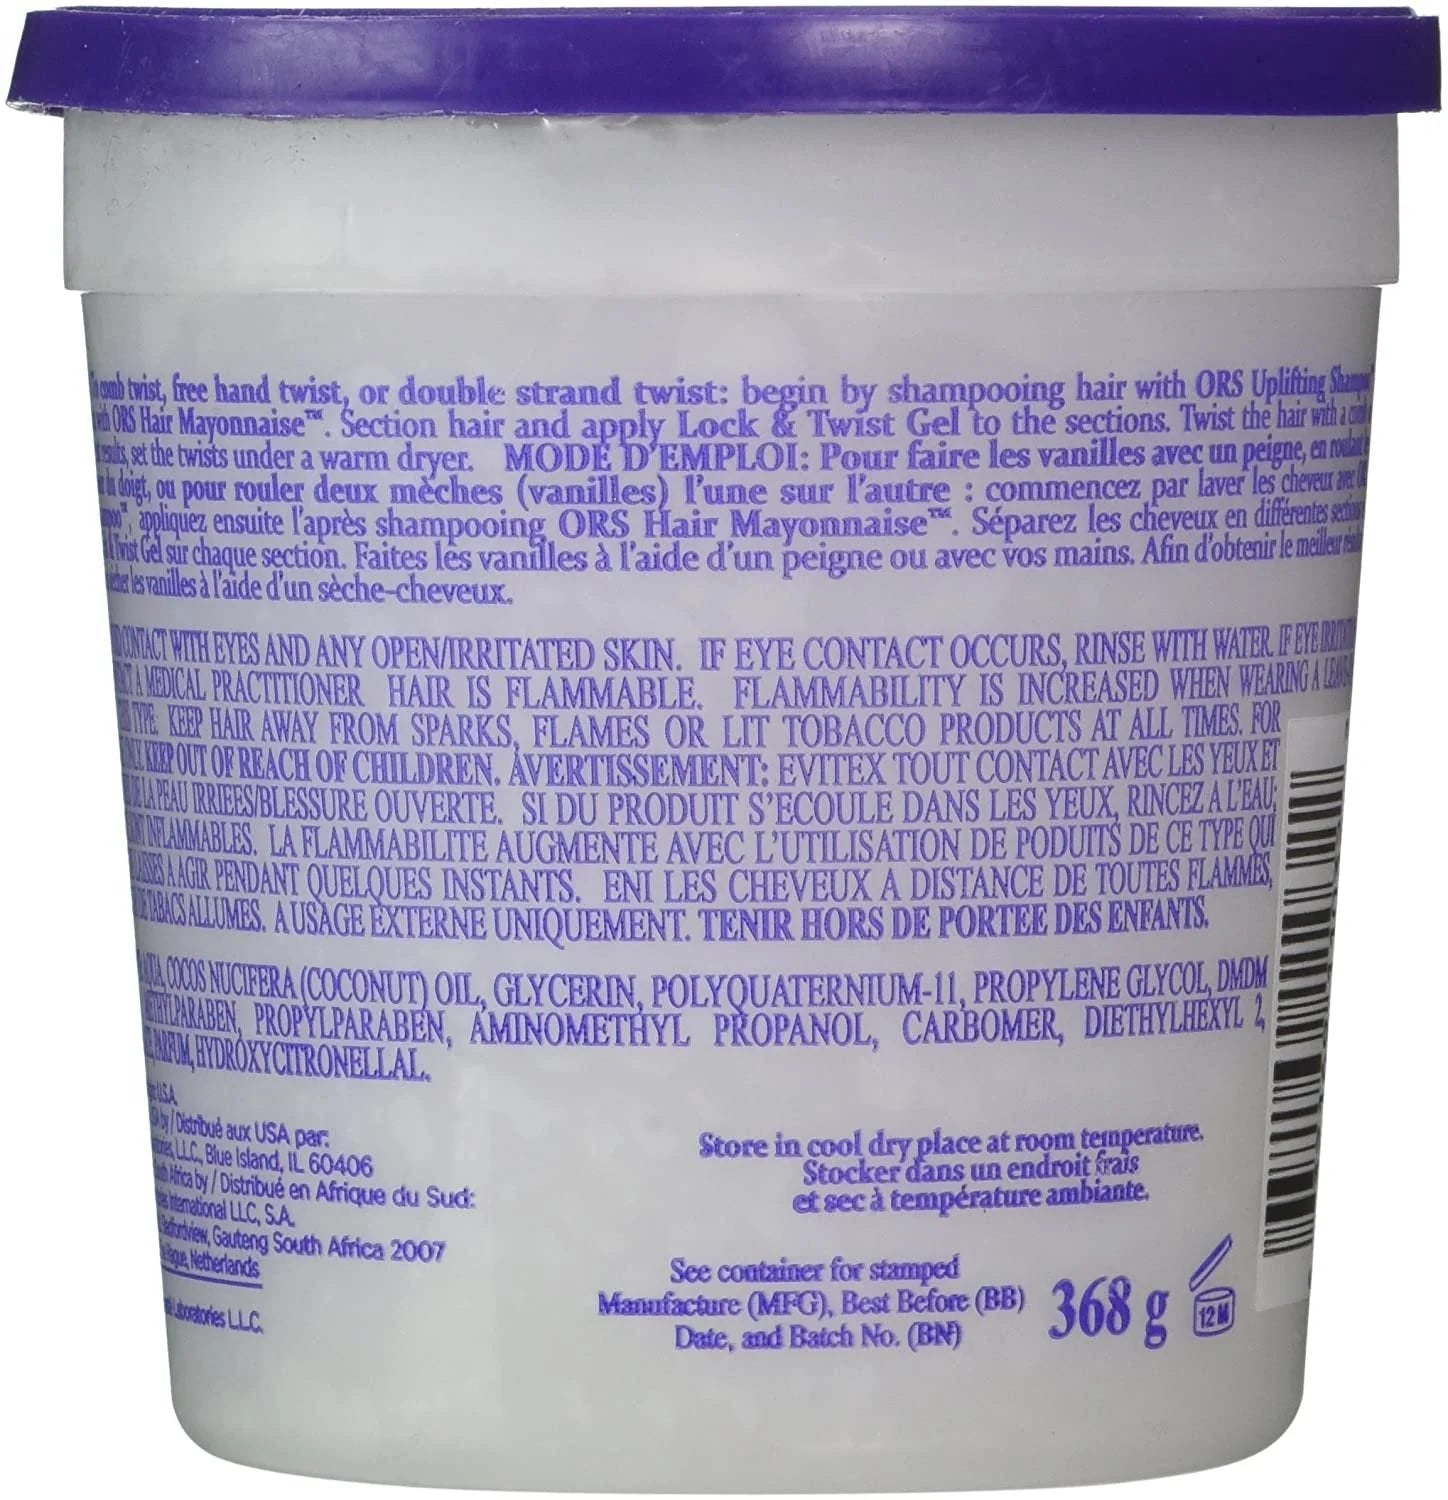 comb twist, free hand twist, or double strand twist: begin by shampooing hair with ORS Uplifting
with ORS Hair Mayonnaise™. Section hair and apply Lock & Twist Gel to the sections. Twist the hair with a
set the twists under a warm dryer. MODE D'EMPLOI: Pour faire les vanilles avec un peigne, en
doigt, ou pour rouler deux mèches (vanilles) l'une sur l'autre : commencez par laver les cheveux avec
appliquez ensuite l'après shampooing ORS Hair Mayonnaise™. Séparez les cheveux en différentes
Twist Gel sur chaque section. Faites les vanilles à l'aide d'un peigne ou avec vos mains. Afin d'obtenir le meilleur
les vanilles à l'aide d'un sèche-cheveux.
CONTACT WITH EYES AND ANY OPEN/IRRITATED SKIN. IF EYE CONTACT OCCURS, RINSE WITH WATER. IF EYE
A MEDICAL PRACTITIONER HAIR IS FLAMMABLE. FLAMMABILITY IS INCREASED WHEN WEARING A
TYPE. KEEP HAIR AWAY FROM SPARKS, FLAMES OR LIT TOBACCO PRODUCTS AT ALL TIMES. FOR
KEEP OUT OF REACH OF CHILDREN. AVERTISSEMENT: EVITEX TOUT CONTACT AVEC LES YEUX ET
LA PEAU IRRIEES/BLESSURE OUVERTE. SI DU PRODUIT S'ECOULE DANS LES YEUX, RINCEZ A L'EAU;
INFLAMMABLES. LA FLAMMABILITE AUGMENTE AVEC L'UTILISATION DE PODUITS DE CE TYPE QUI
A AGIR PENDANT QUELQUES INSTANTS. ENI LES CHEVEUX A DISTANCE DE TOUTES FLAMMES,
TABACS ALLUMES. A USAGE EXTERNE UNIQUEMENT. TENIR HORS DE PORTEE DES ENFANTS.
COCOS NUCIFERA (COCONUT) OIL, GLYCERIN, POLYQUATERNIUM-11, PROPYLENE GLYCOL, DMDM
PROPYLPARABEN, AMINOMETHYL PROPANOL, CARBOMER, DIETHYLHEXYL 2,
PARFUM, HYDROXYCITRONELLAL.
U.S.A.
by / Distribué aux USA par:
LLC, Blue Island, IL 60406
Africa by / Distribué en Afrique du Sud:
International LLC, S.A.
Bedfordview, Gauteng South Africa 2007
Netherlands
Laboratories L.L.C.
Store in cool dry place at room temperature.
Stocker dans un endroit frais
et sec à température ambiante.
See container for stamped
Manufacture (MFG), Best Before (BB)
Date, and Batch No. (BN)
368 g
12 M